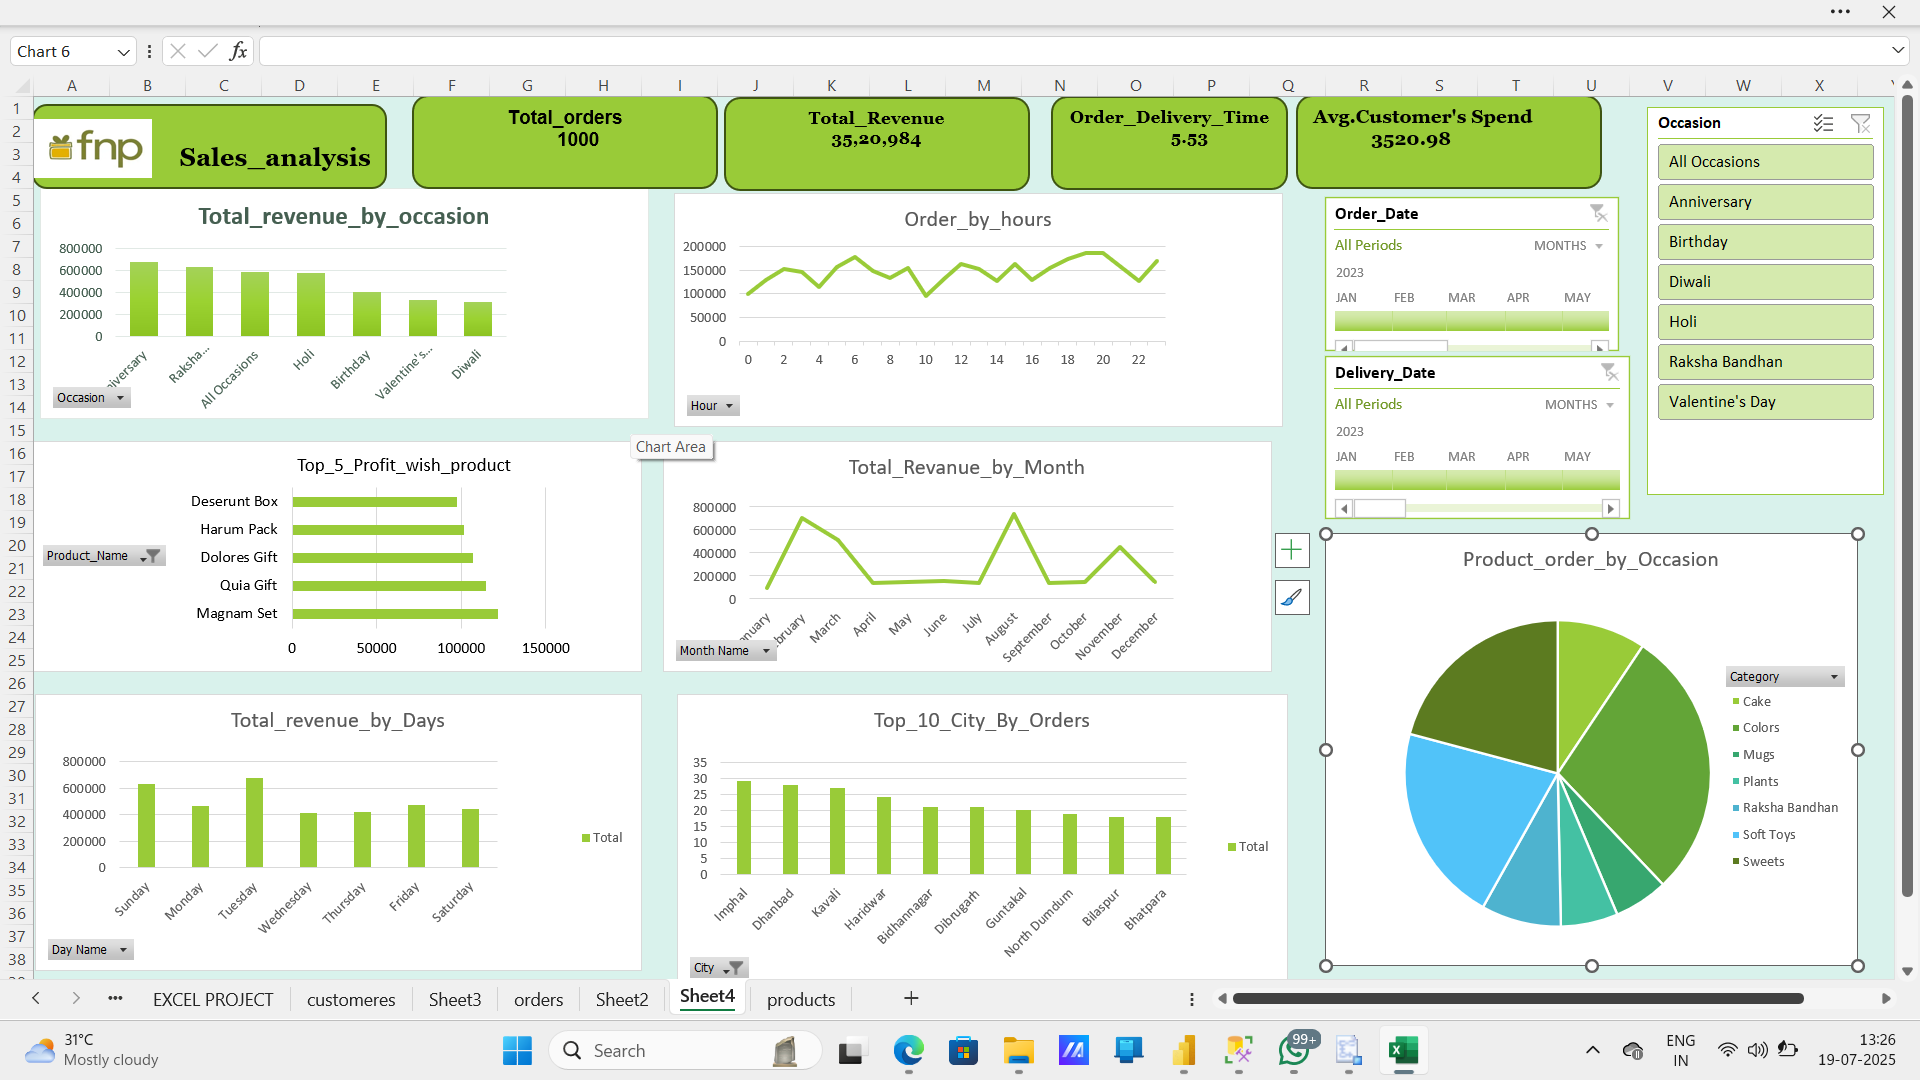 Chart 6
fx
A B C D E F G H I J K L M N O P Q R S T U V W X
1
2
3
4
5
6
7
8
9
10
11
12
13
14
15
16
17
18
19
20
21
22
23
24
25
26
27
28
29
30
31
32
33
34
35
36
37
38
fnp
Sales_analysis
Total_orders
1000
Total_Revenue
35,20,984
Order_Delivery_Time
5.53
Avg.Customer's Spend
3520.98
Occasion
All Occasions
Anniversary
Birthday
Diwali
Holi
Raksha Bandhan
Valentine's Day
Total_revenue_by_occasion
800000
600000
400000
200000
0
Raksha...
All Occasions
Holi
Birthday
Valentine's...
Diwali
Occasion
Order_by_hours
200000
150000
100000
50000
0
0 2 4 6 8 10 12 14 16 18 20 22
Hour
Order_Date
All Periods MONTHS
2023
JAN FEB MAR APR MAY
Delivery_Date
All Periods MONTHS
2023
JAN FEB MAR APR MAY
Chart Area
Top_5_Profit_wish_product
Deserunt Box
Harum Pack
Dolores Gift
Quia Gift
Magnam Set
0 50000 100000 150000
Product_Name
Total_Revanue_by_Month
800000
600000
400000
200000
0
March
April
May
June
July
August
September
October
November
December
Month Name
Product_order_by_Occasion
Category
Cake
Colors
Mugs
Plants
Raksha Bandhan
Soft Toys
Sweets
Total_revenue_by_Days
800000
600000
400000
200000
0
Sunday
Monday
Tuesday
Wednesday
Thursday
Friday
Saturday
Total
Day Name
Top_10_City_By_Orders
35
30
25
20
15
10
5
0
Imphal
Dhanbad
Kavali
Haridwar
Bidhannagar
Dibrugarh
Guntakal
North Dumdum
Bilaspur
Bhatpara
Total
City
EXCEL PROJECT customeres Sheet3 orders Sheet2 Sheet4 products
31°C
Mostly cloudy
Search
99+
ENG
IN
13:26
19-07-2025